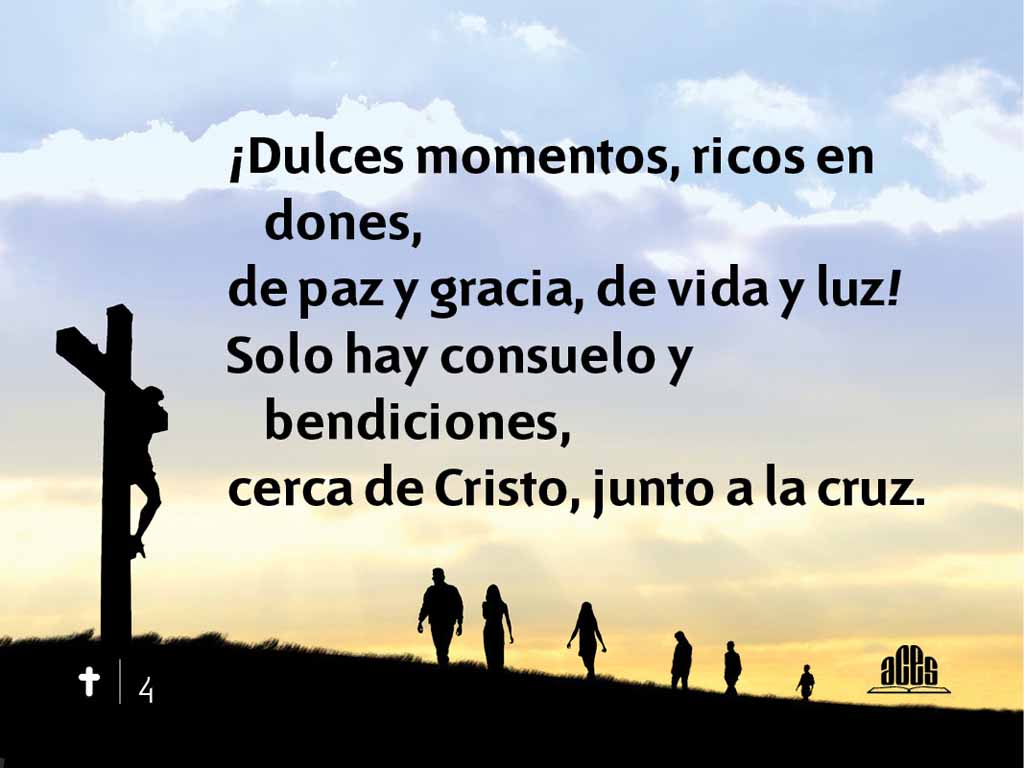 ¡Dulces momentos, ricos en
dones,
de paz y gracia, de vida y luz!
Solo hay consuelo y
bendiciones,
cerca de Cristo, junto a la cruz.
4
aces